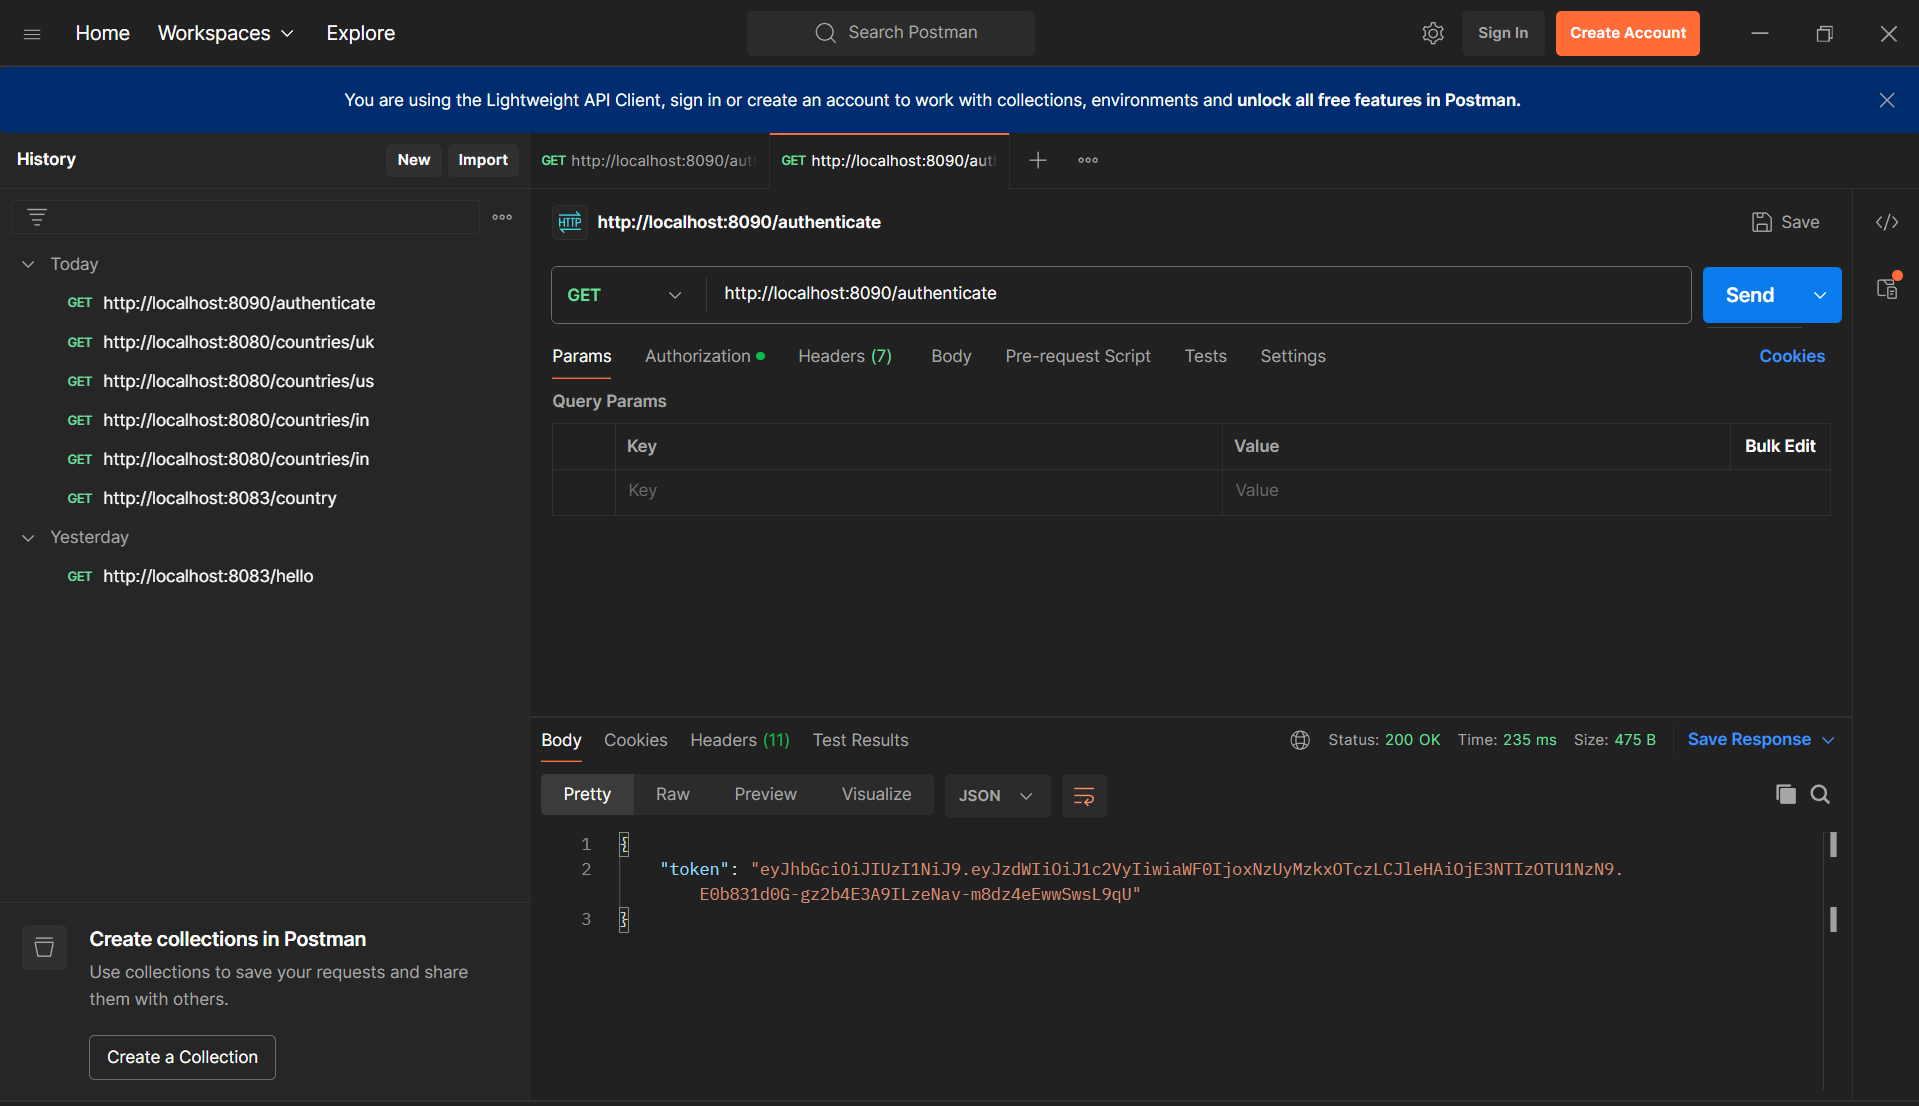 Home Workspaces Explore Search Postman Sign In Create Account
You are using the Lightweight API Client, sign in or create an account to work with collections, environments and unlock all free features in Postman.
History New Import
GET http://localhost:8090/aut GET http://localhost:8090/aut
HTTP http://localhost:8090/authenticate Save
Today
GET http://localhost:8090/authenticate
GET http://localhost:8080/countries/uk
GET http://localhost:8080/countries/us
GET http://localhost:8080/countries/in
GET http://localhost:8080/countries/in
GET http://localhost:8083/country
Yesterday
GET http://localhost:8083/hello
GET http://localhost:8090/authenticate Send
Params Authorization Headers (7) Body Pre-request Script Tests Settings Cookies
Query Params
Key Value Bulk Edit
Key Value
Body Cookies Headers (11) Test Results Status: 200 OK Time: 235 ms Size: 475 B Save Response
Pretty Raw Preview Visualize JSON
1 {
2 "token": "eyJhbGciOiJIUzI1NiJ9.eyJzdWIiOiJ1c2VyIiwiaWF0IjoxNzUyMzkxOTczLCJleHAiOjE3NTIzOTU1NzN9.
E0b831d0G-gz2b4E3A9ILzeNav-m8dz4eEwwSwsL9qU"
3 }
Create collections in Postman
Use collections to save your requests and share
them with others.
Create a Collection